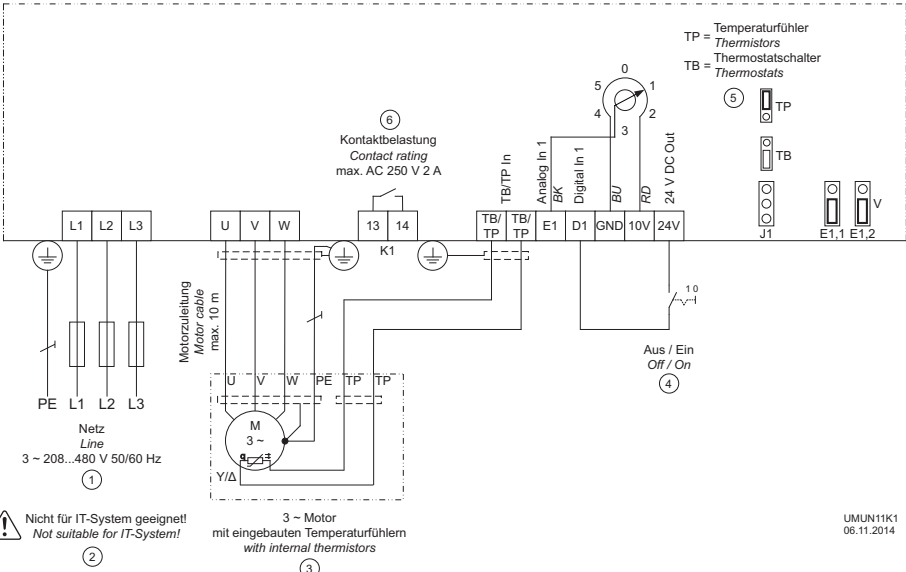 TP = Temperaturfühler
Thermistors
TB = Thermostatschalter
Thermostats
5
TP
TB
J1
E1,1 E1,2
V
0
1
2
3
4
5
6
Kontaktbelastung
Contact rating
max. AC 250 V 2 A
TB/TP In
Analog In 1
BK
Digital In 1
BU
RD
24 V DC Out
L1 L2 L3
U V W
13 14
K1
TB/TP TB/TP E1 D1 GND 10V 24V
Motorzuleitung
Motor cable
max. 10 m
1 0
Aus / Ein
Off / On
4
PE L1 L2 L3
Netz
Line
3 ~ 208...480 V 50/60 Hz
1
U V W PE TP TP
M
3 ~
Y/Δ
Nicht für IT-System geeignet!
Not suitable for IT-System!
2
3 ~ Motor
mit eingebauten Temperaturfühlern
with internal thermistors
3
UMUN11K1
06.11.2014